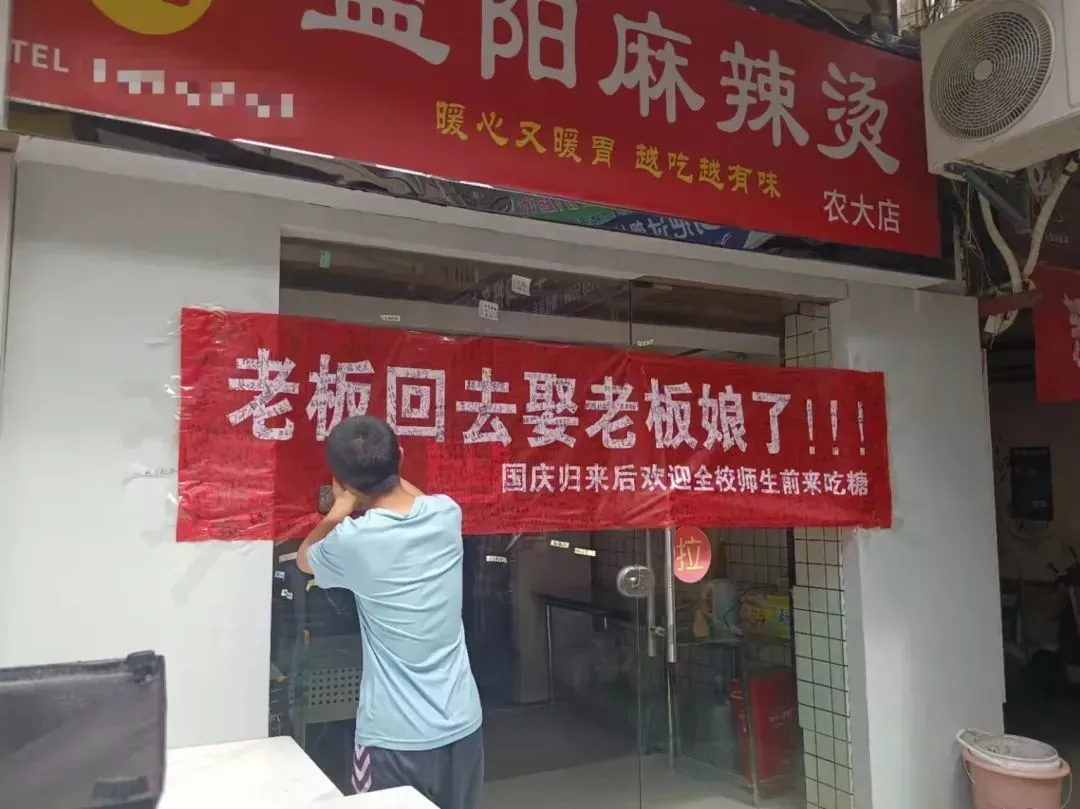 益阳麻辣烫
TEL
暖心又暖胃 越吃越有味
农大店
老板回去娶老板娘了!!!
国庆归来后欢迎全校师生前来吃糖
拉